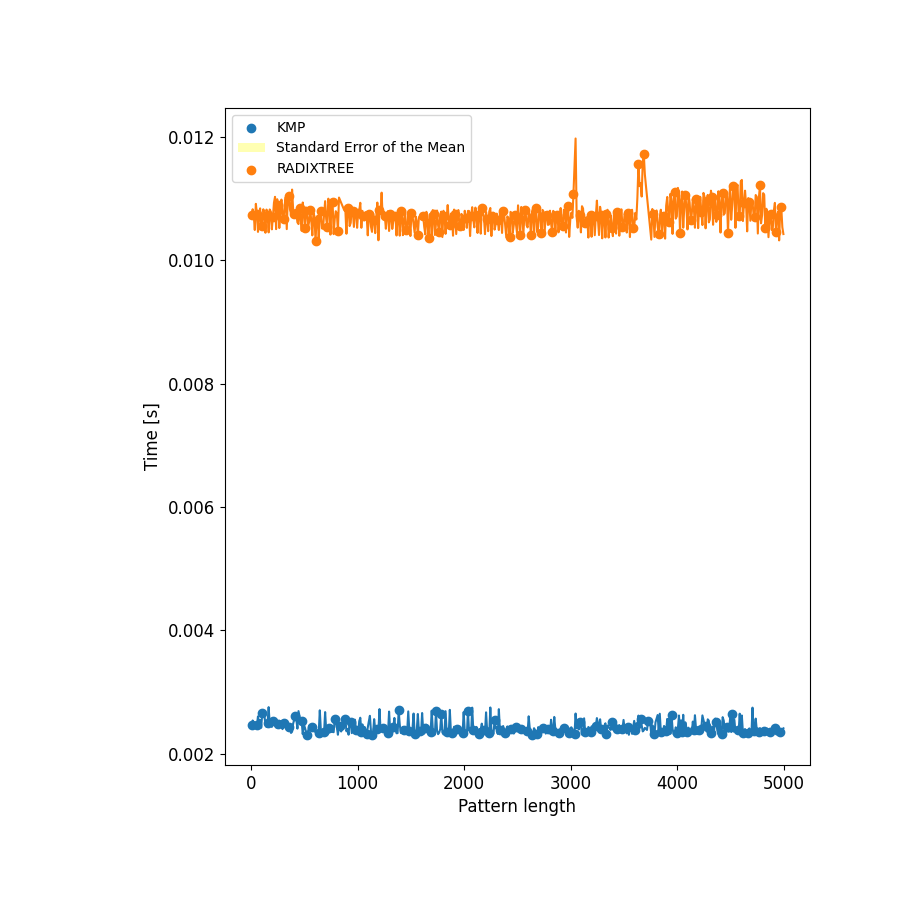 KMP
Standard Error of the Mean
RADIXTREE
0.012
0.010
0.008
0.006
0.004
0.002
Time [s]
0 1000 2000 3000 4000 5000
Pattern length